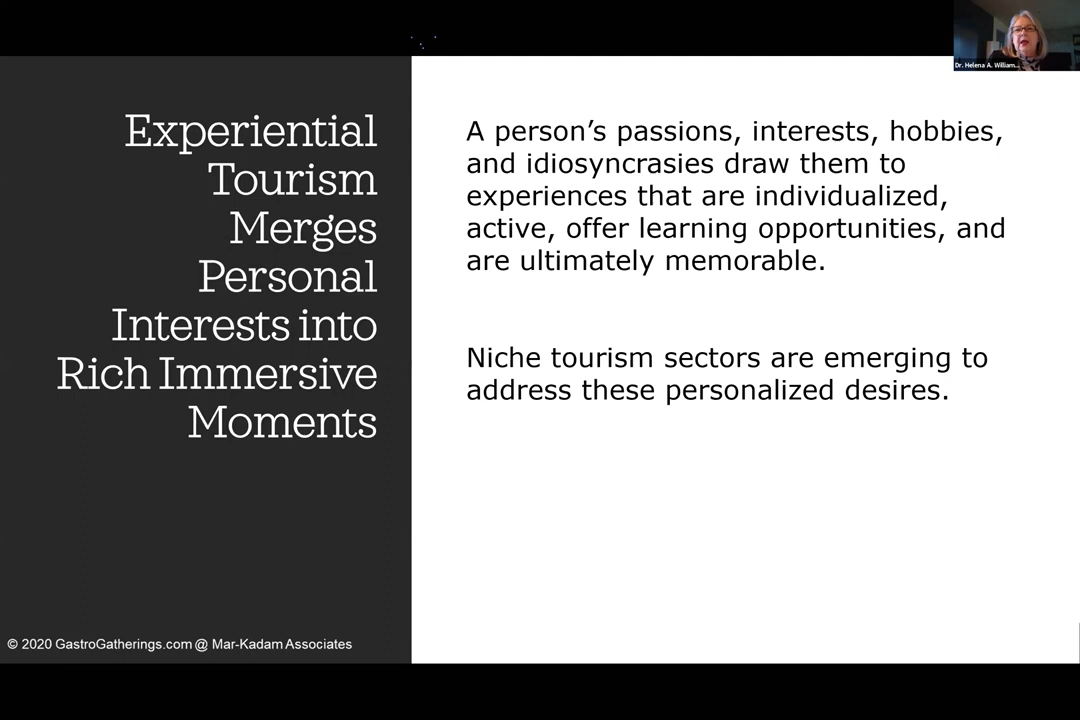 Experiential
Tourism
Merges
Personal
Interests into
Rich Immersive
Moments
A person’s passions, interests, hobbies,
and idiosyncrasies draw them to
experiences that are individualized,
active, offer learning opportunities, and
are ultimately memorable.
Niche tourism sectors are emerging to
address these personalized desires.
© 2020 GastroGatherings.com @ Mar-Kadam Associates
Dr. Helena A. William...